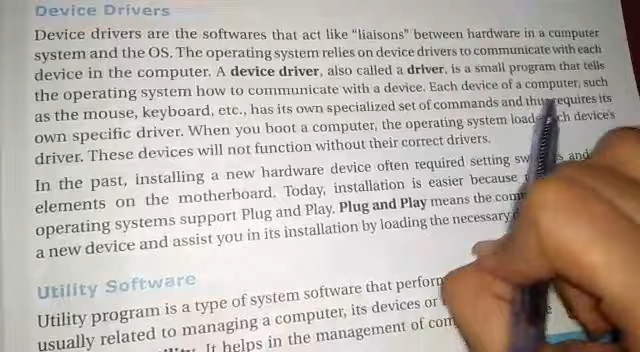 Device Drivers
Device drivers are the softwares that act like "liaisons" between hardware in a computer
system and the OS. The operating system relies on device drivers to communicate with each
device in the computer. A device driver, also called a driver, is a small program that tells
the operating system how to communicate with a device. Each device of a computer, such
as the mouse, keyboard, etc., has its own specialized set of commands and thus requires its
own specific driver. When you boot a computer, the operating system loads device's
driver. These devices will not function without their correct drivers.
In the past, installing a new hardware device often required setting and
elements on the motherboard. Today, installation is easier because
operating systems support Plug and Play. Plug and Play means the
a new device and assist you in its installation by loading the necessary
Utility Software
Utility program is a type of system software that
usually related to managing a computer, its devices or
It helps in the management of